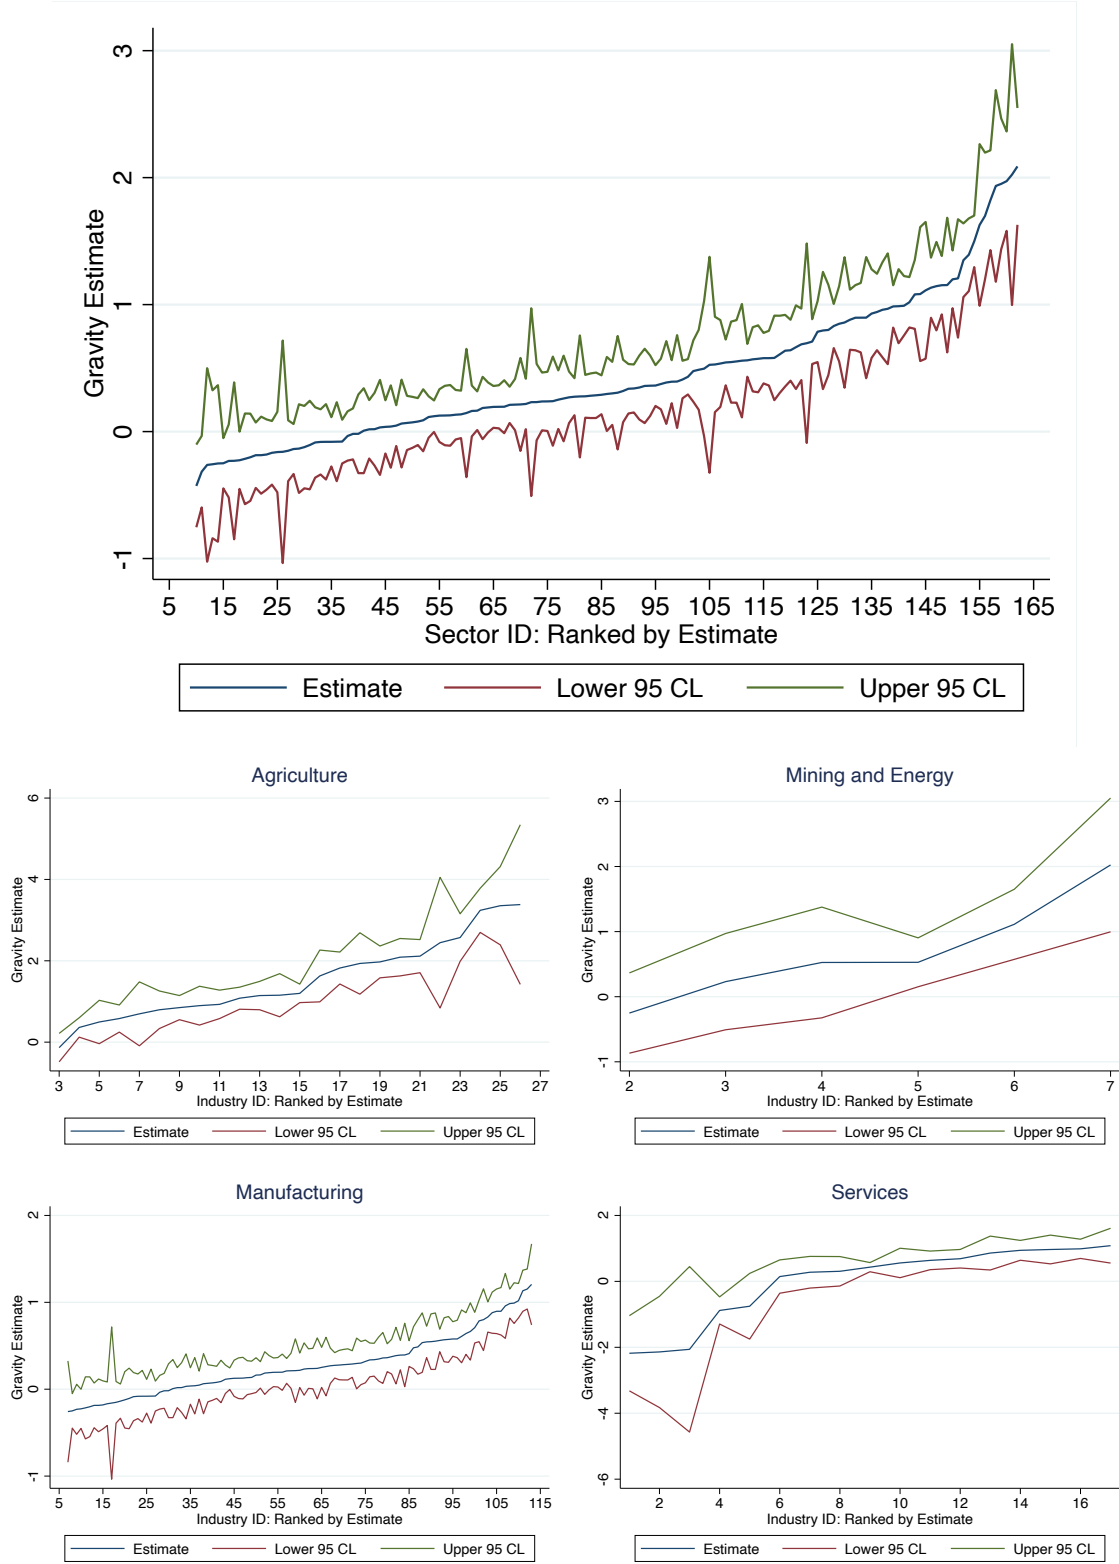 Gravity Estimate
3
2
1
0
-1
5 15 25 35 45 55 65 75 85 95 105 115 125 135 145 155 165
Sector ID: Ranked by Estimate
Estimate Lower 95 CL Upper 95 CL
Agriculture
Gravity Estimate
6
4
2
0
3 5 7 9 11 13 15 17 19 21 23 25 27
Industry ID: Ranked by Estimate
Estimate Lower 95 CL Upper 95 CL
Mining and Energy
Gravity Estimate
3
2
1
0
-1
2 3 4 5 6 7
Industry ID: Ranked by Estimate
Estimate Lower 95 CL Upper 95 CL
Manufacturing
Gravity Estimate
2
1
0
-1
5 15 25 35 45 55 65 75 85 95 105 115
Industry ID: Ranked by Estimate
Estimate Lower 95 CL Upper 95 CL
Services
Gravity Estimate
2
0
-2
-4
-6
2 4 6 8 10 12 14 16
Industry ID: Ranked by Estimate
Estimate Lower 95 CL Upper 95 CL